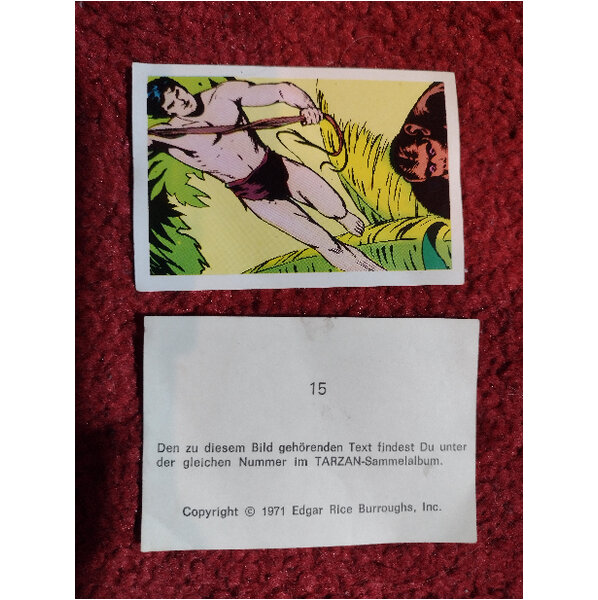 15
Den zu diesem Bild gehörenden Text findest Du unter
der gleichen Nummer im TARZAN-Sammelalbum.
Copyright © 1971 Edgar Rice Burroughs, Inc.